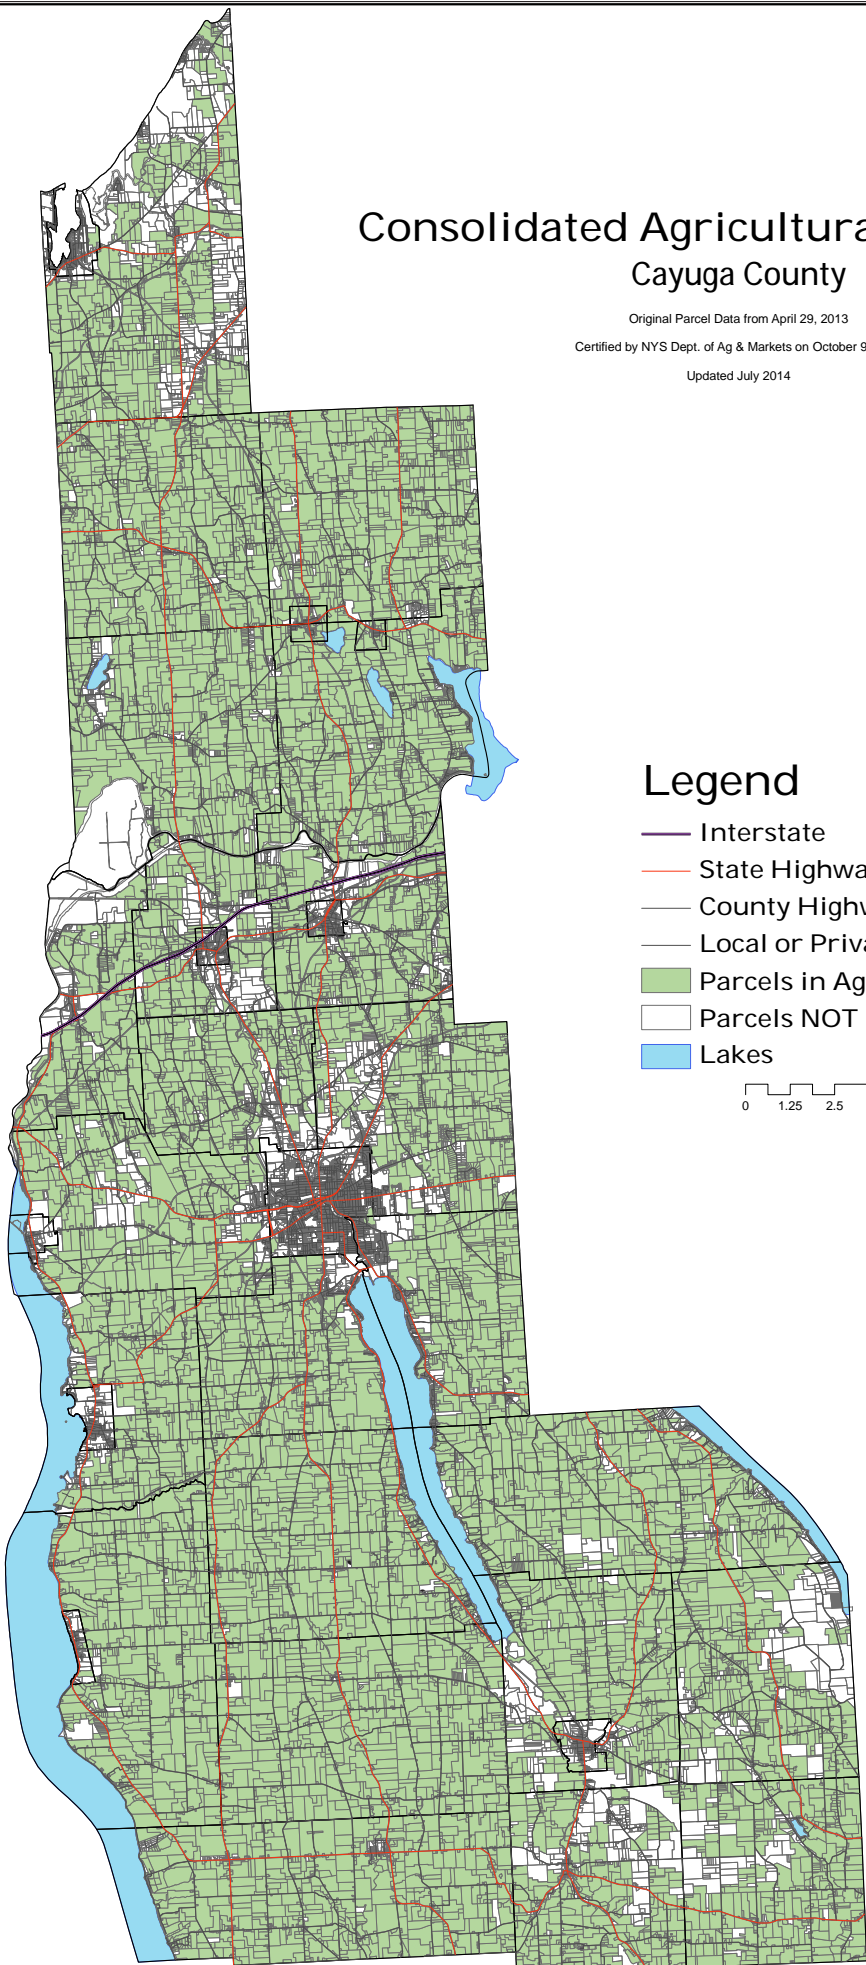 Consolidated Agricultura
Cayuga County
Original Parcel Data from April 29, 2013
Certified by NYS Dept. of Ag & Markets on October 9
Updated July 2014
Legend
Interstate
State Highwa
County Highw
Local or Priva
Parcels in Ag
Parcels NOT
Lakes
0 1.25 2.5